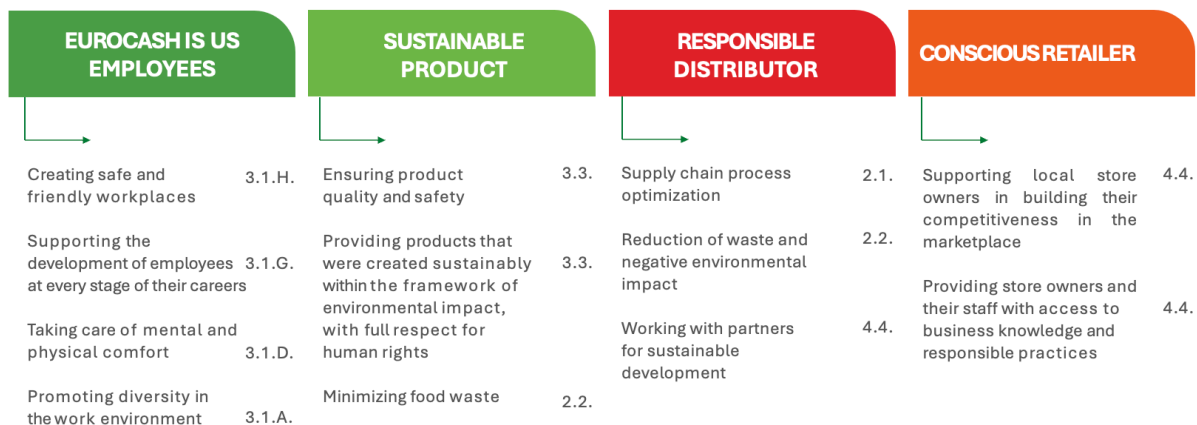 EUROCASH IS US
EMPLOYEES
Creating safe and
friendly workplaces
3.1.H.
Supporting the
development of employees
at every stage of their careers
3.1.G.
Taking care of mental and
physical comfort
3.1.D.
Promoting diversity in
the work environment
3.1.A.
SUSTAINABLE
PRODUCT
Ensuring product
quality and safety
3.3.
Providing products that
were created sustainably
within the framework of
environmental impact,
with full respect for
human rights
3.3.
Minimizing food waste
2.2.
RESPONSIBLE
DISTRIBUTOR
Supply chain process
optimization
2.1.
Reduction of waste and
negative environmental
impact
2.2.
Working with partners
for sustainable
development
4.4.
CONSCIOUS RETAILER
Supporting local store
owners in building their
competitiveness in the
marketplace
4.4.
Providing store owners and
their staff with access to
business knowledge and
responsible practices
4.4.